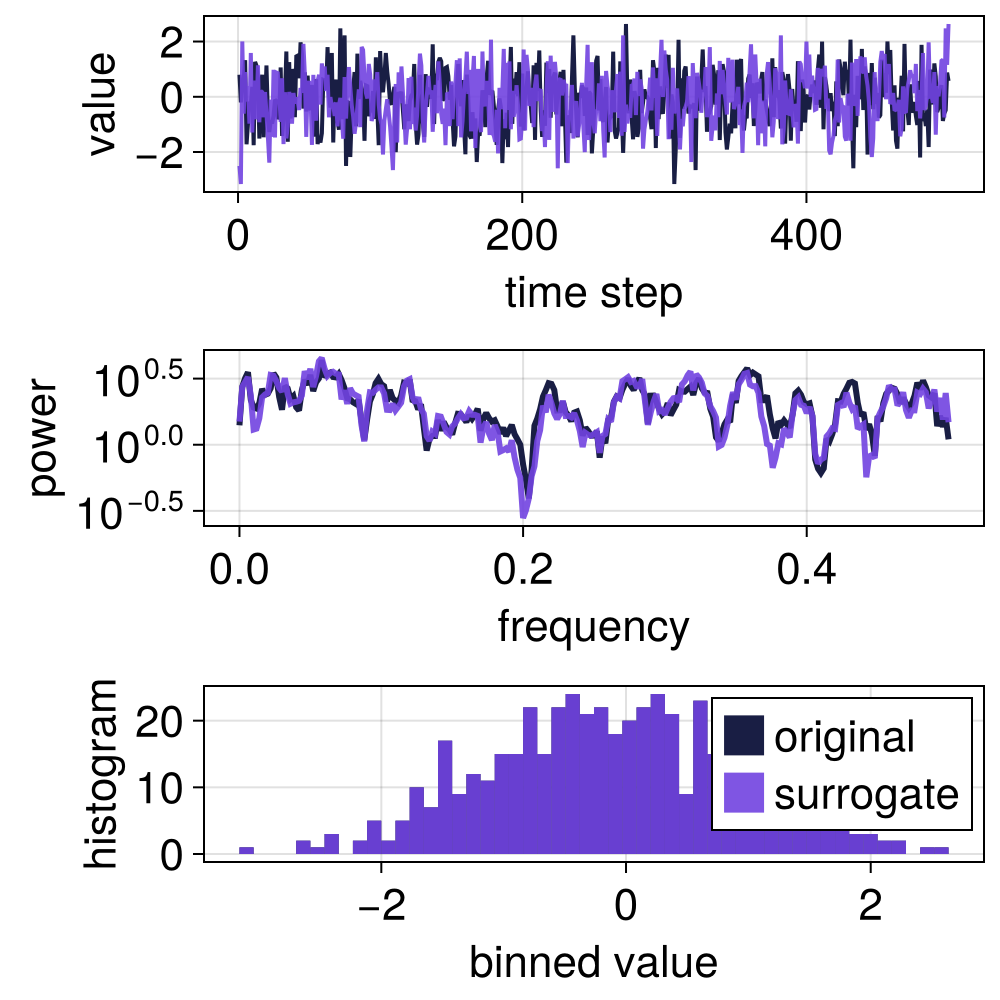 value
2
0
−2
0 200 400
time step
power
10^0.5
10^0.0
10^−0.5
0.0 0.2 0.4
frequency
histogram
20
10
0
original
surrogate
−2 0 2
binned value